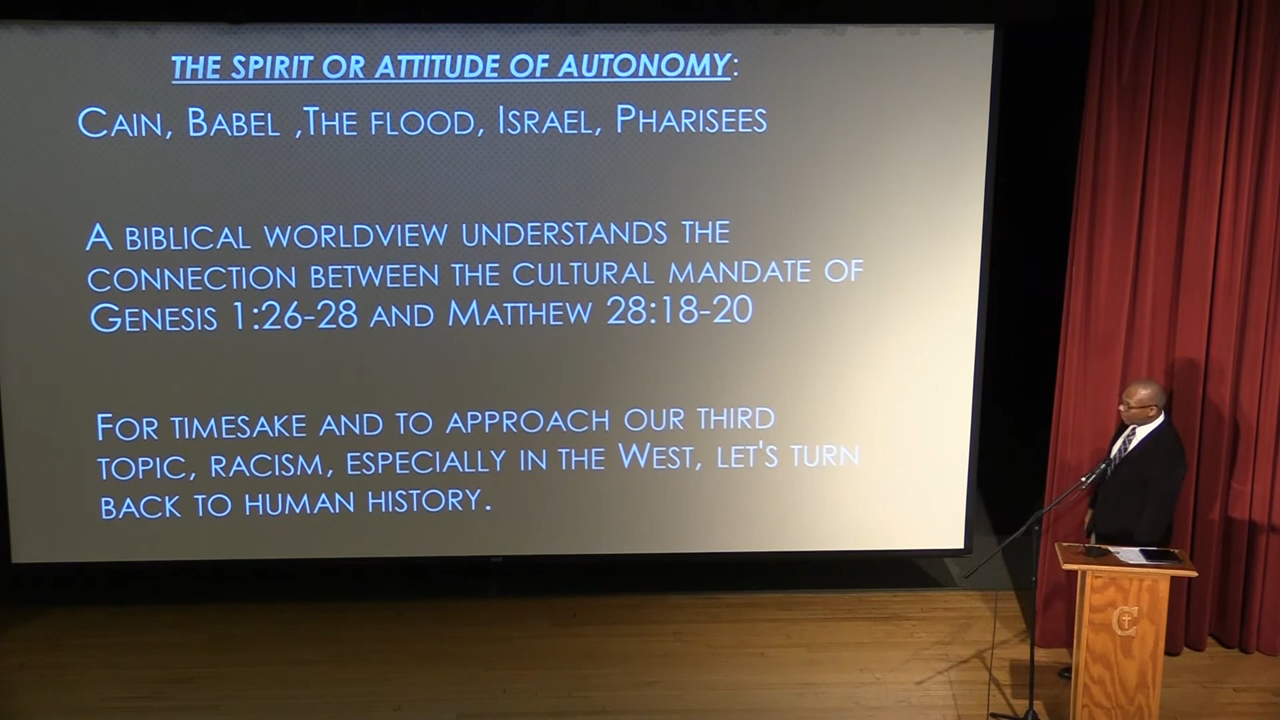 THE SPIRIT OR ATTITUDE OF AUTONOMY:
CAIN, BABEL ,THE FLOOD, ISRAEL, PHARISEES
A BIBLICAL WORLDVIEW UNDERSTANDS THE
CONNECTION BETWEEN THE CULTURAL MANDATE OF
GENESIS 1:26-28 AND MATTHEW 28:18-20
FOR TIMESAKE AND TO APPROACH OUR THIRD
TOPIC, RACISM, ESPECIALLY IN THE WEST, LET'S TURN
BACK TO HUMAN HISTORY.
C